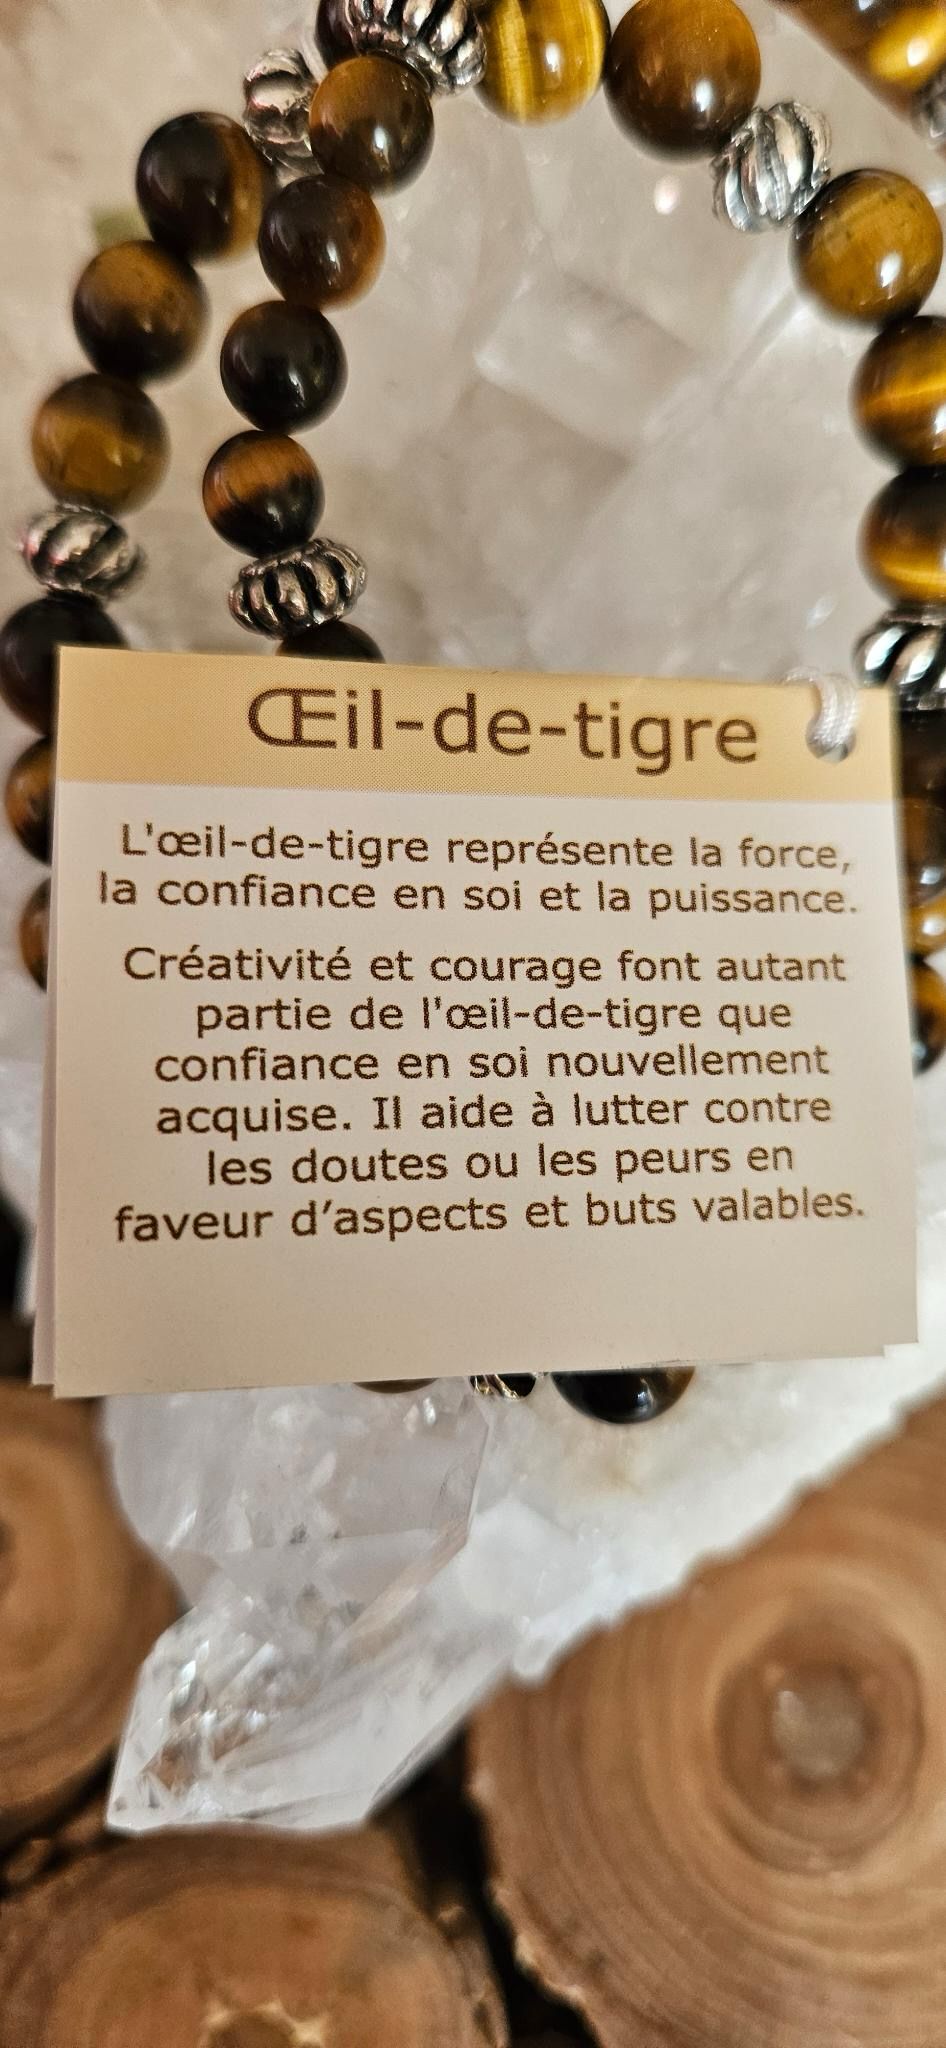 Œil-de-tigre
L'œil-de-tigre représente la force,
la confiance en soi et la puissance.
Créativité et courage font autant
partie de l'œil-de-tigre que
confiance en soi nouvellement
acquise. Il aide à lutter contre
les doutes ou les peurs en
faveur d’aspects et buts valables.